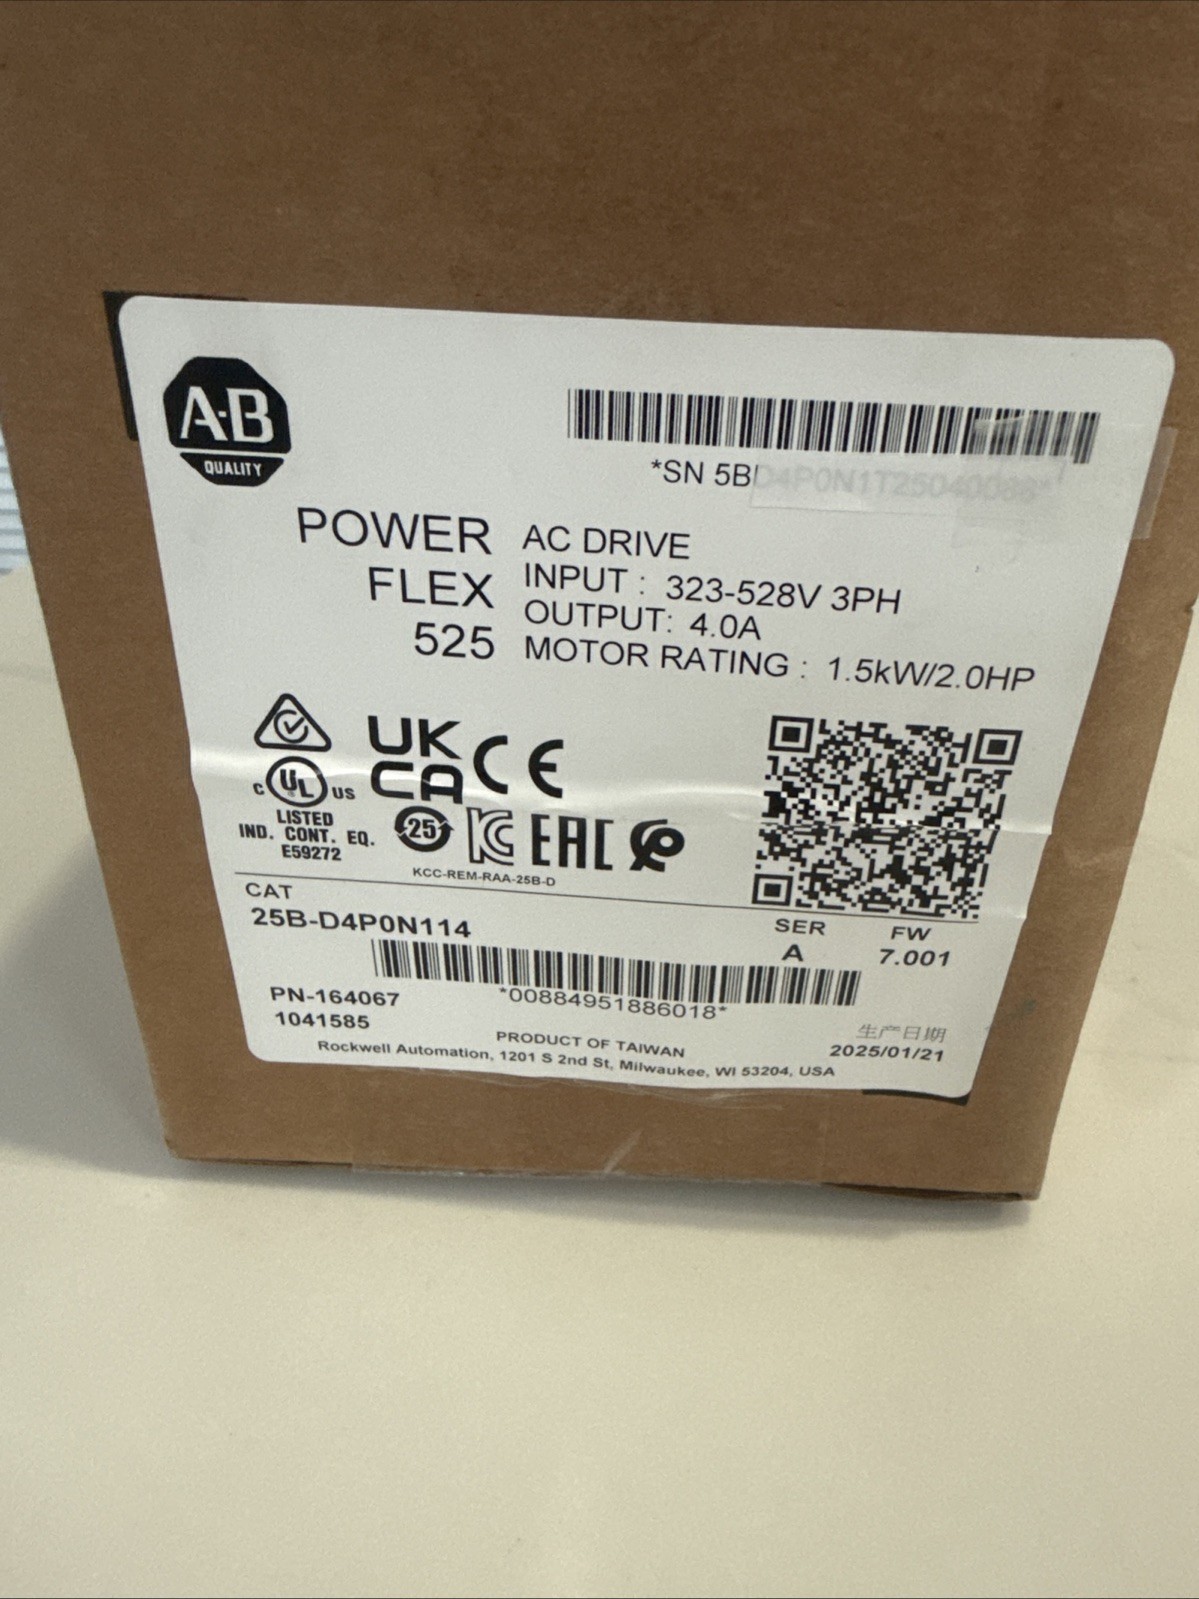 A-B
QUALITY
*SN 5B
POWER
FLEX
525
AC DRIVE
INPUT : 323-528V 3PH
OUTPUT: 4.0A
MOTOR RATING : 1.5kW/2.0HP
UK
CA
CE
C UL US
LISTED
IND. CONT. EQ.
E59272
25
KC
EAC
KCC-REM-RAA-25B-D
CAT
25B-D4P0N114
SER
A
FW
7.001
*00884951886018*
PN-164067
1041585
PRODUCT OF TAIWAN
Rockwell Automation, 1201 S 2nd St, Milwaukee, WI 53204, USA
生产日期
2025/01/21